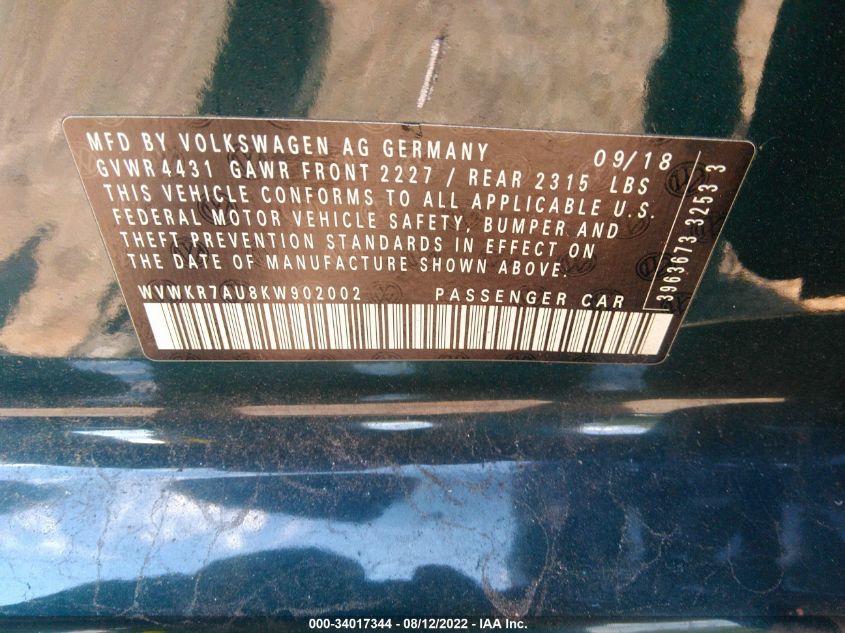 MFD BY VOLKSWAGEN AG GERMANY 09/18
GVWR4431 GAWR FRONT 2227 / REAR 2315 LBS
THIS VEHICLE CONFORMS TO ALL APPLICABLE U.S.
FEDERAL MOTOR VEHICLE SAFETY, BUMPER AND
THEFT PREVENTION STANDARDS IN EFFECT ON
THE DATE OF MANUFACTURE SHOWN ABOVE.
WVWKR7AU8KW902002 PASSENGER CAR
3963673 3253 3
000-34017344 - 08/12/2022 - IAA Inc.